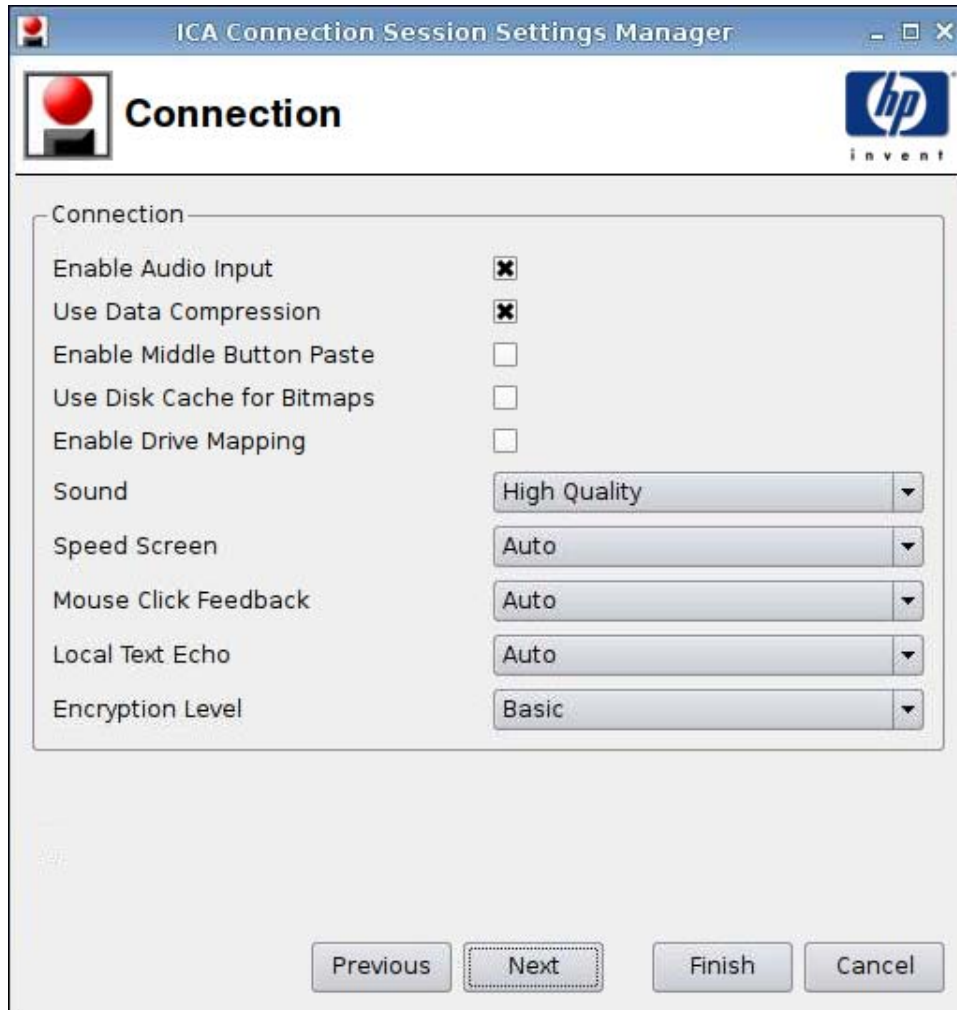 ICA Connection Session Settings Manager
Connection
hp
invent
Connection
Enable Audio Input
Use Data Compression
Enable Middle Button Paste
Use Disk Cache for Bitmaps
Enable Drive Mapping
Sound High Quality
Speed Screen Auto
Mouse Click Feedback Auto
Local Text Echo Auto
Encryption Level Basic
Previous Next Finish Cancel